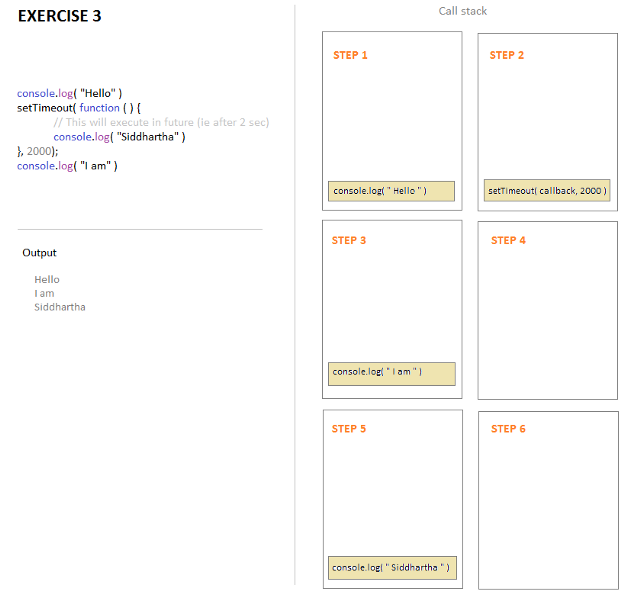 EXERCISE 3
console.log( "Hello" )
setTimeout( function ( ) {
// This will execute in future (ie after 2 sec)
console.log( "Siddhartha" )
}, 2000);
console.log( "I am" )
Output
Hello
I am
Siddhartha
Call stack
STEP 1
console.log( " Hello " )
STEP 2
setTimeout( callback, 2000 )
STEP 3
console.log( " I am " )
STEP 4
STEP 5
console.log( " Siddhartha " )
STEP 6